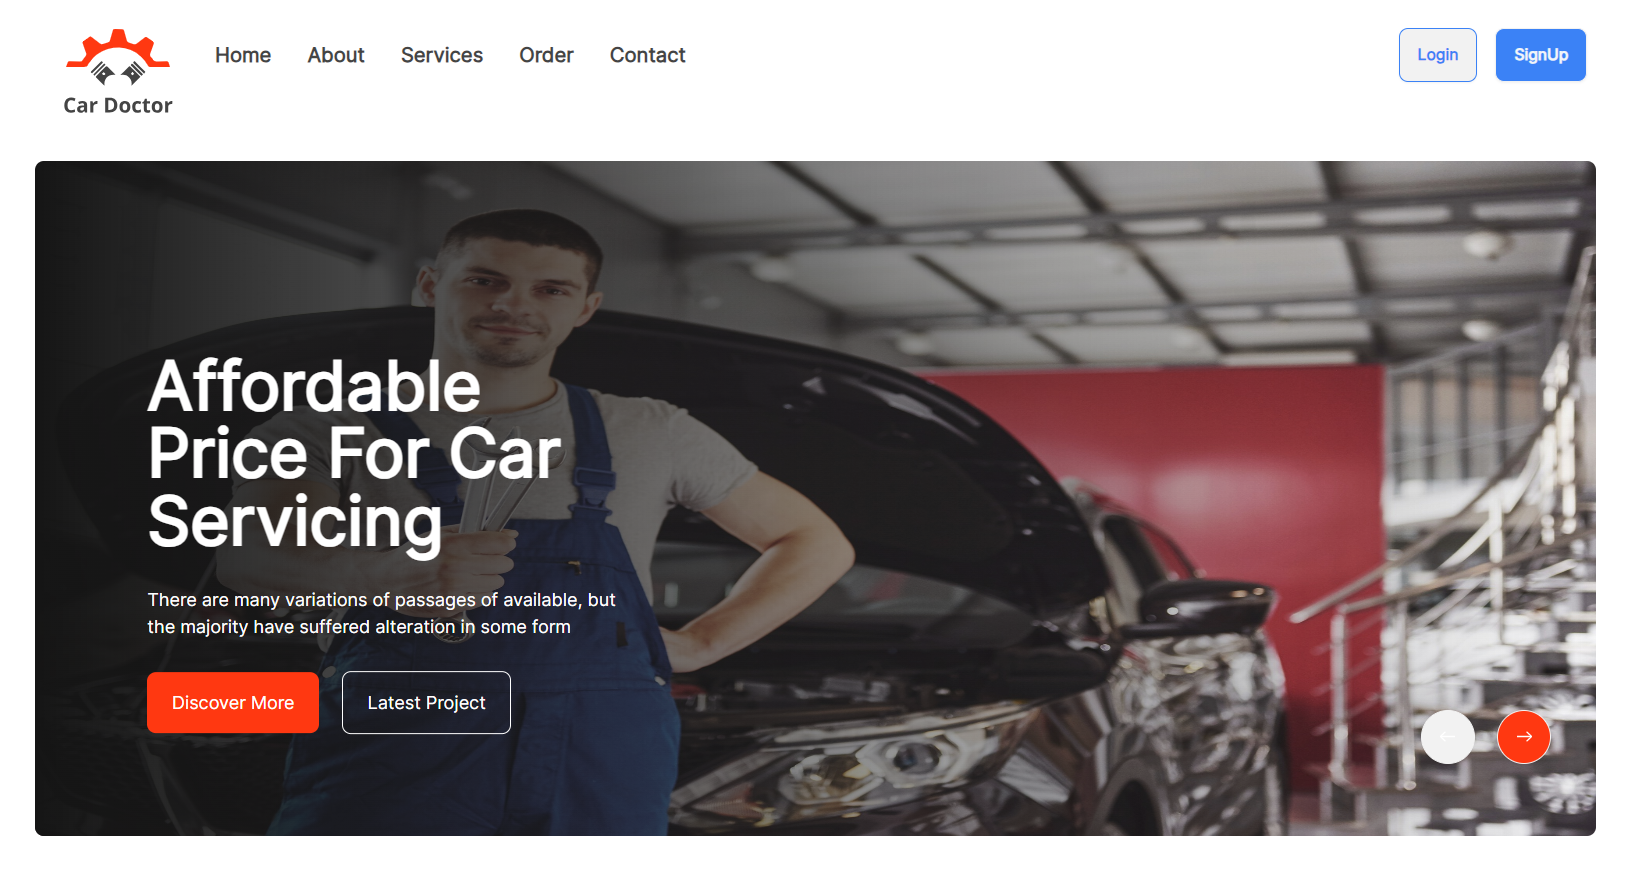 Car Doctor
Home
About
Services
Order
Contact
Login
SignUp
Affordable
Price For Car
Servicing
There are many variations of passages of available, but
the majority have suffered alteration in some form
Discover More
Latest Project